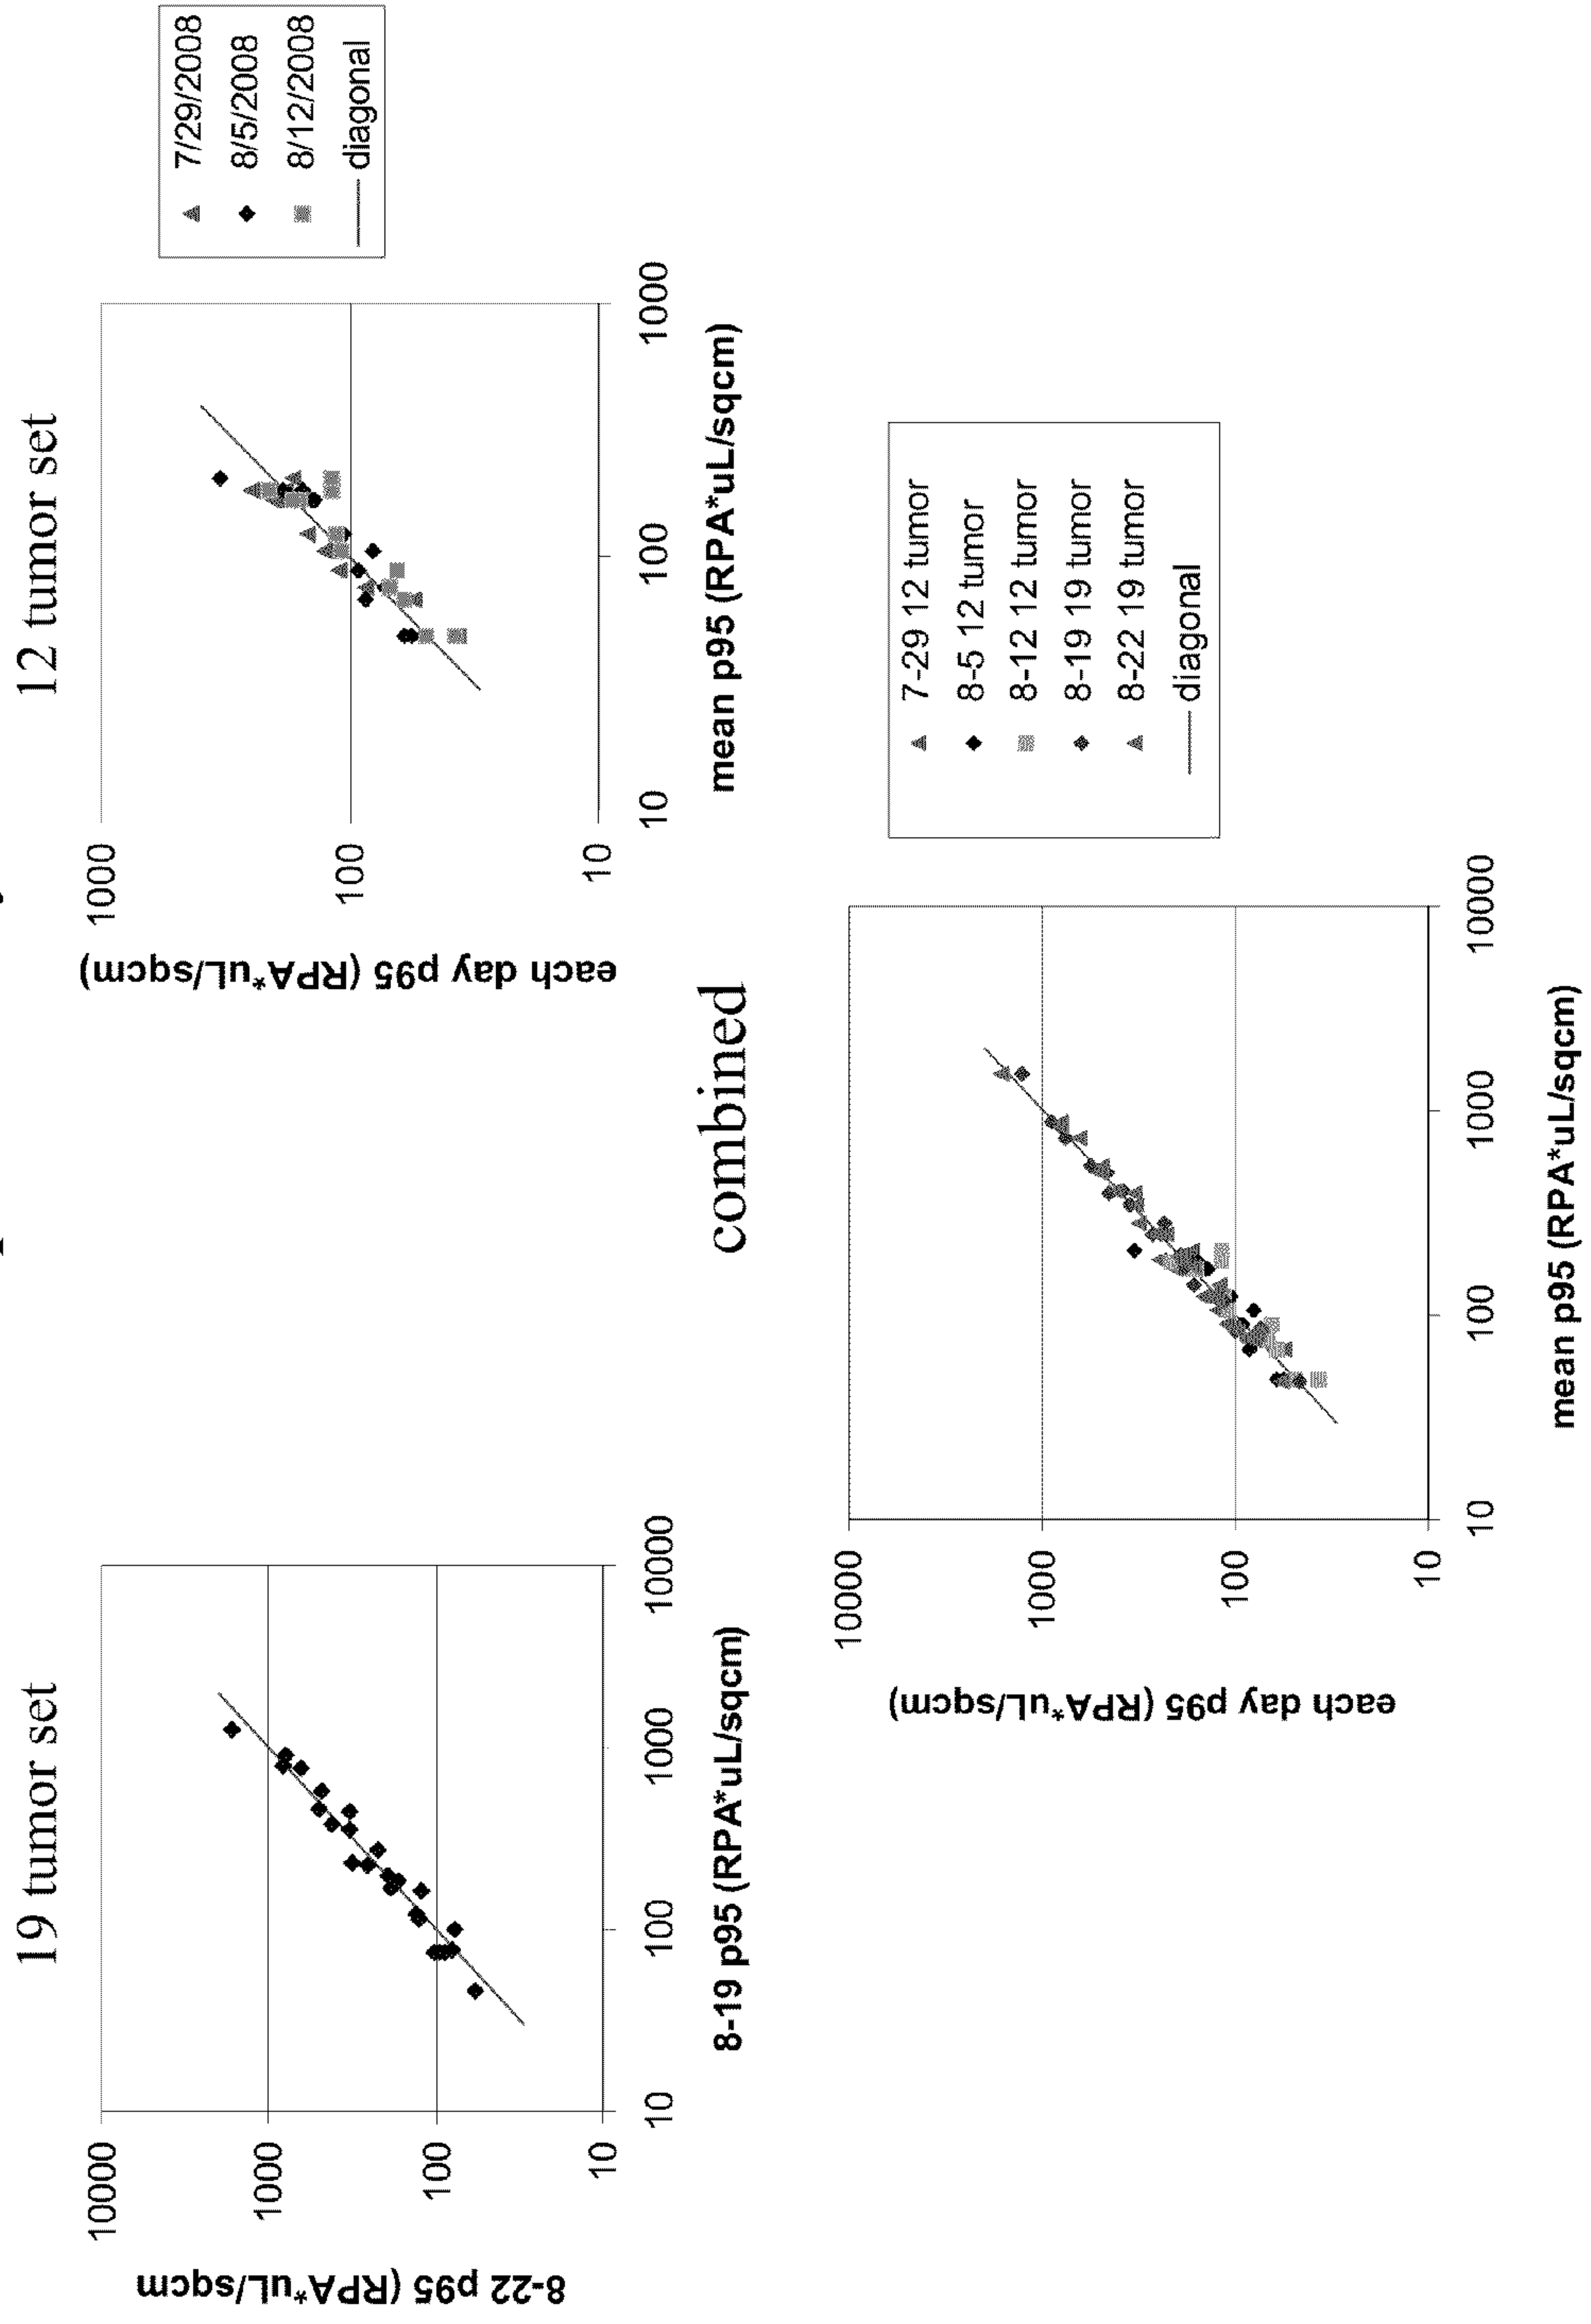 19 tumor set
10000
1000
100
10
10
100
1000
10000
8-22 p95 (RPA*uL/sqcm
8-19 p95 (RPA*uL/sqcm)
12 tumor set
1000
100
10
10
100
1000
each day p95 (RPA*uL/sqcm)
mean p95 (RPA*uL/sqcm)
7/29/2008
8/5/2008
8/12/2008
diagonal
combined
10000
1000
100
10
10
100
1000
10000
each day p95 (RPA*uL/sqcm)
mean p95 (RPA*uL/sqcm)
7-29 12 tumor
8-5 12 tumor
8-12 12 tumor
8-19 19 tumor
8-22 19 tumor
diagonal